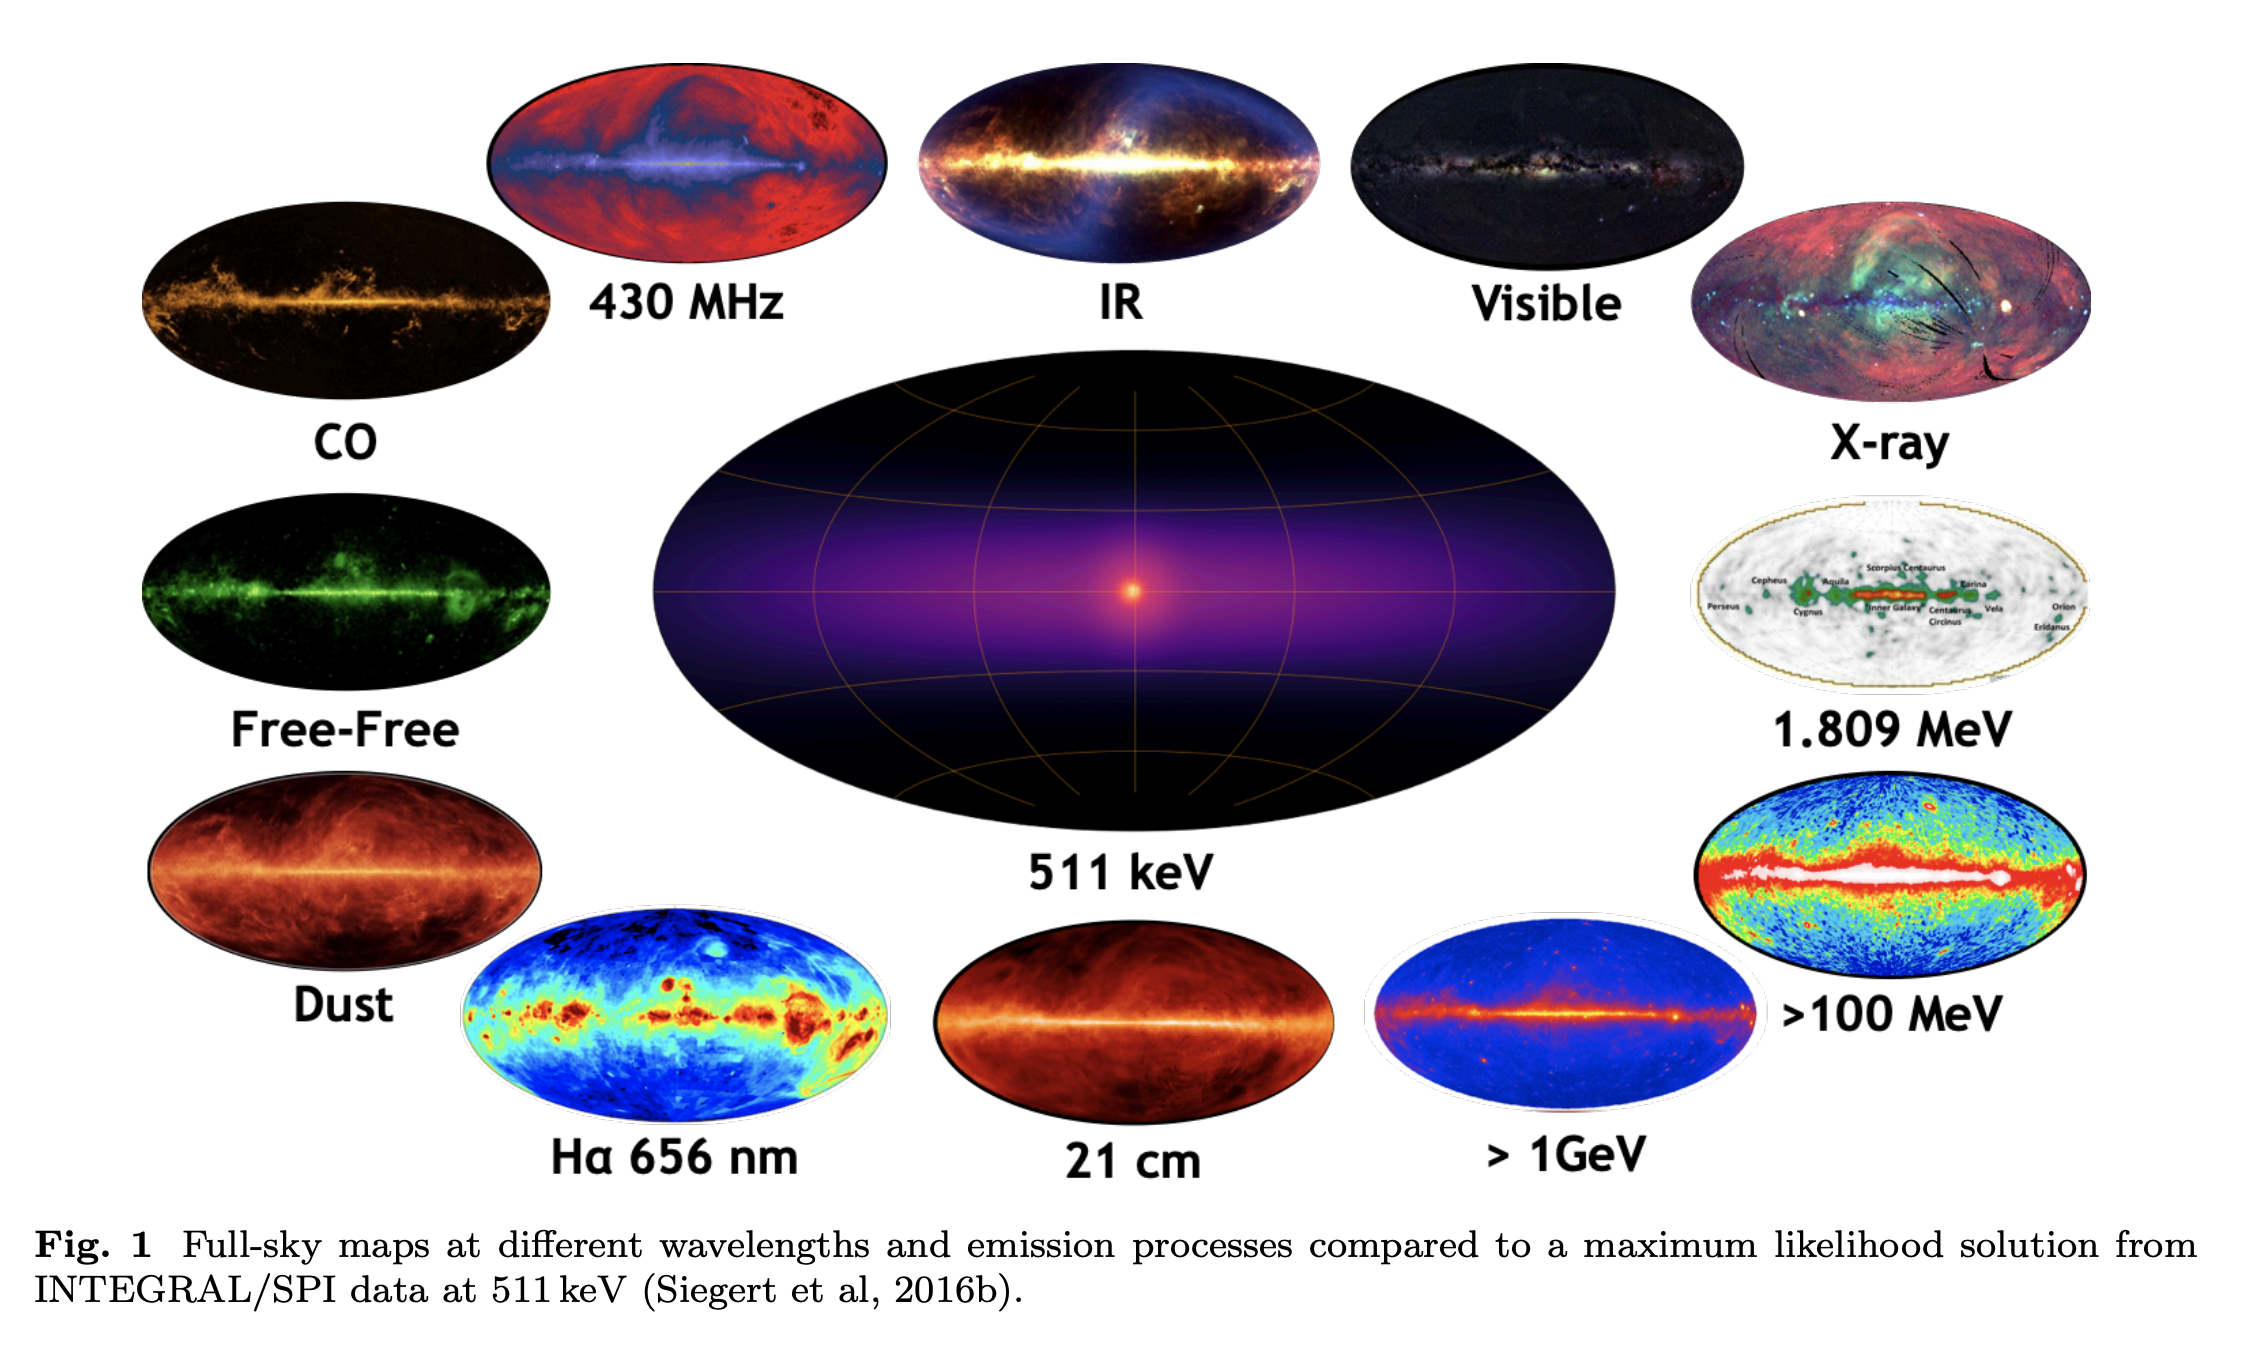 430 MHz
IR
Visible
CO
X-ray
Free-Free
Scorpius Centaurus
Cepheus
Aquila
Carina
Perseus
Cygnus
Inner Galaxy
Centaurus
Vela
Orion
Circinus
Eridanus
1.809 MeV
511 keV
Dust
>100 MeV
Hα 656 nm
21 cm
> 1GeV
Fig. 1 Full-sky maps at different wavelengths and emission processes compared to a maximum likelihood solution from
INTEGRAL/SPI data at 511 keV (Siegert et al, 2016b).